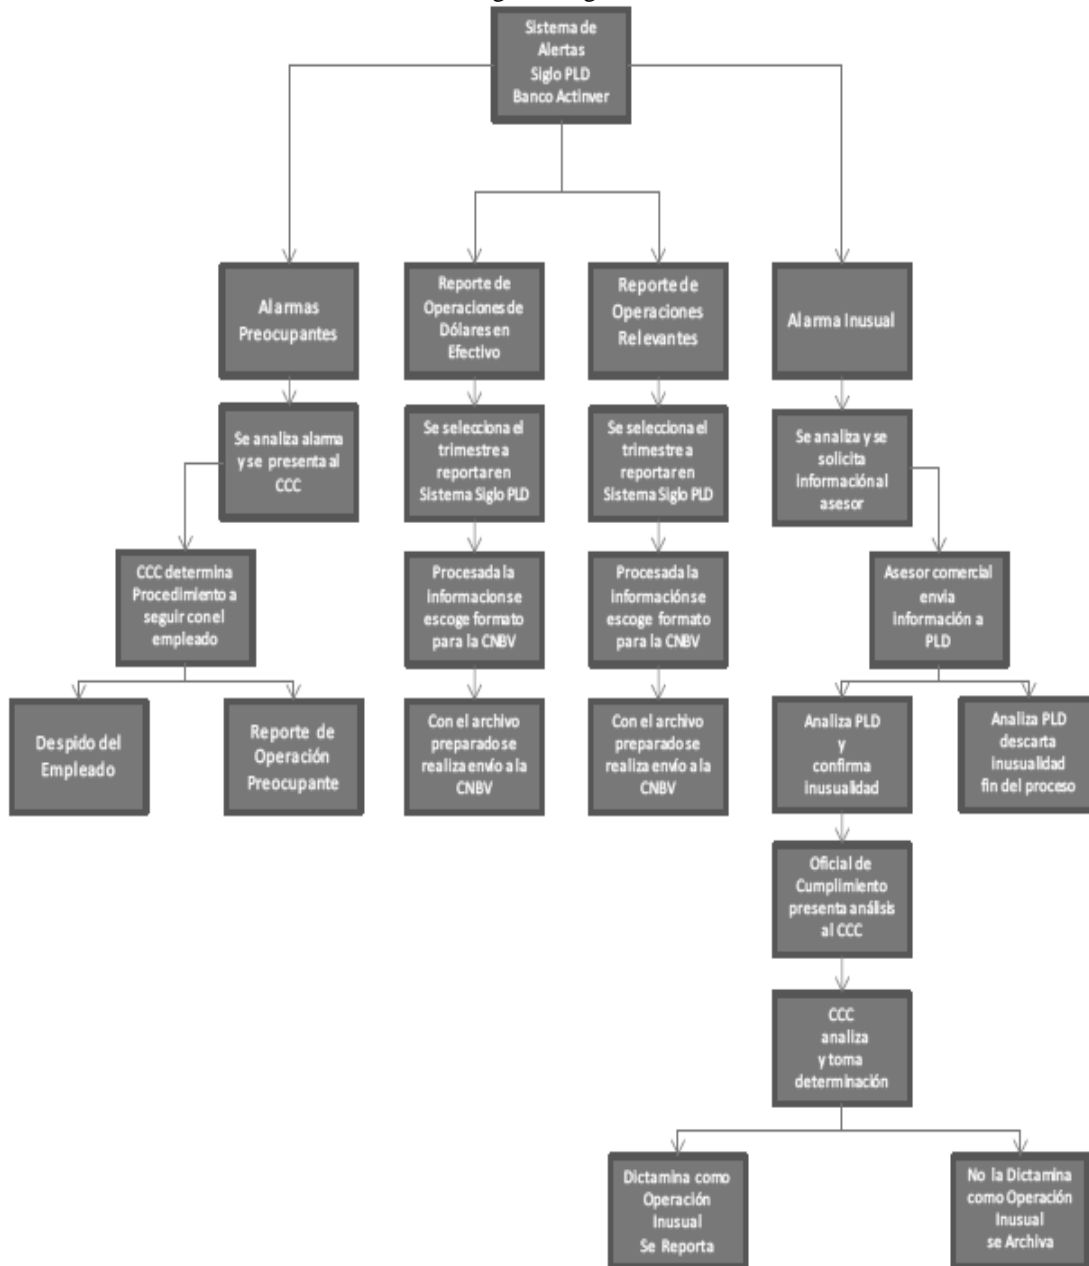 Sistema de
Alertas
Siglo PLD
Banco Actinver
Alarmas
Preocupantes
Reporte de
Operaciones de
Dólares en
Efectivo
Reporte de
Operaciones
Relevantes
Alarma Inusual
Se analiza alarma
y se presenta al
CCC
Se selecciona el
trimestre a
reportar en
Sistema Siglo PLD
Se selecciona el
trimestre a
reportar en
Sistema Siglo PLD
Se analiza y se
solicita
información al
asesor
CCC determina
Procedimiento a
seguir con el
empleado
Procesada la
informacion se
escoge formato
para la CNBV
Procesada la
información se
escoge formato
para la CNBV
Asesor comercial
envia
información a
PLD
Despido del
Empleado
Reporte de
Operación
Preocupante
Con el archivo
preparado se
realiza envío a la
CNBV
Con el archivo
preparado se
realiza envío a la
CNBV
Analiza PLD
y
confirma
inusualidad
Analiza PLD
descarta
inusualidad
fin del proceso
Oficial de
Cumplimiento
presenta análisis
al CCC
CCC
analiza
y toma
determinación
Dictamina como
Operación
Inusual
Se Reporta
No la Dictamina
como Operación
Inusual
se Archiva